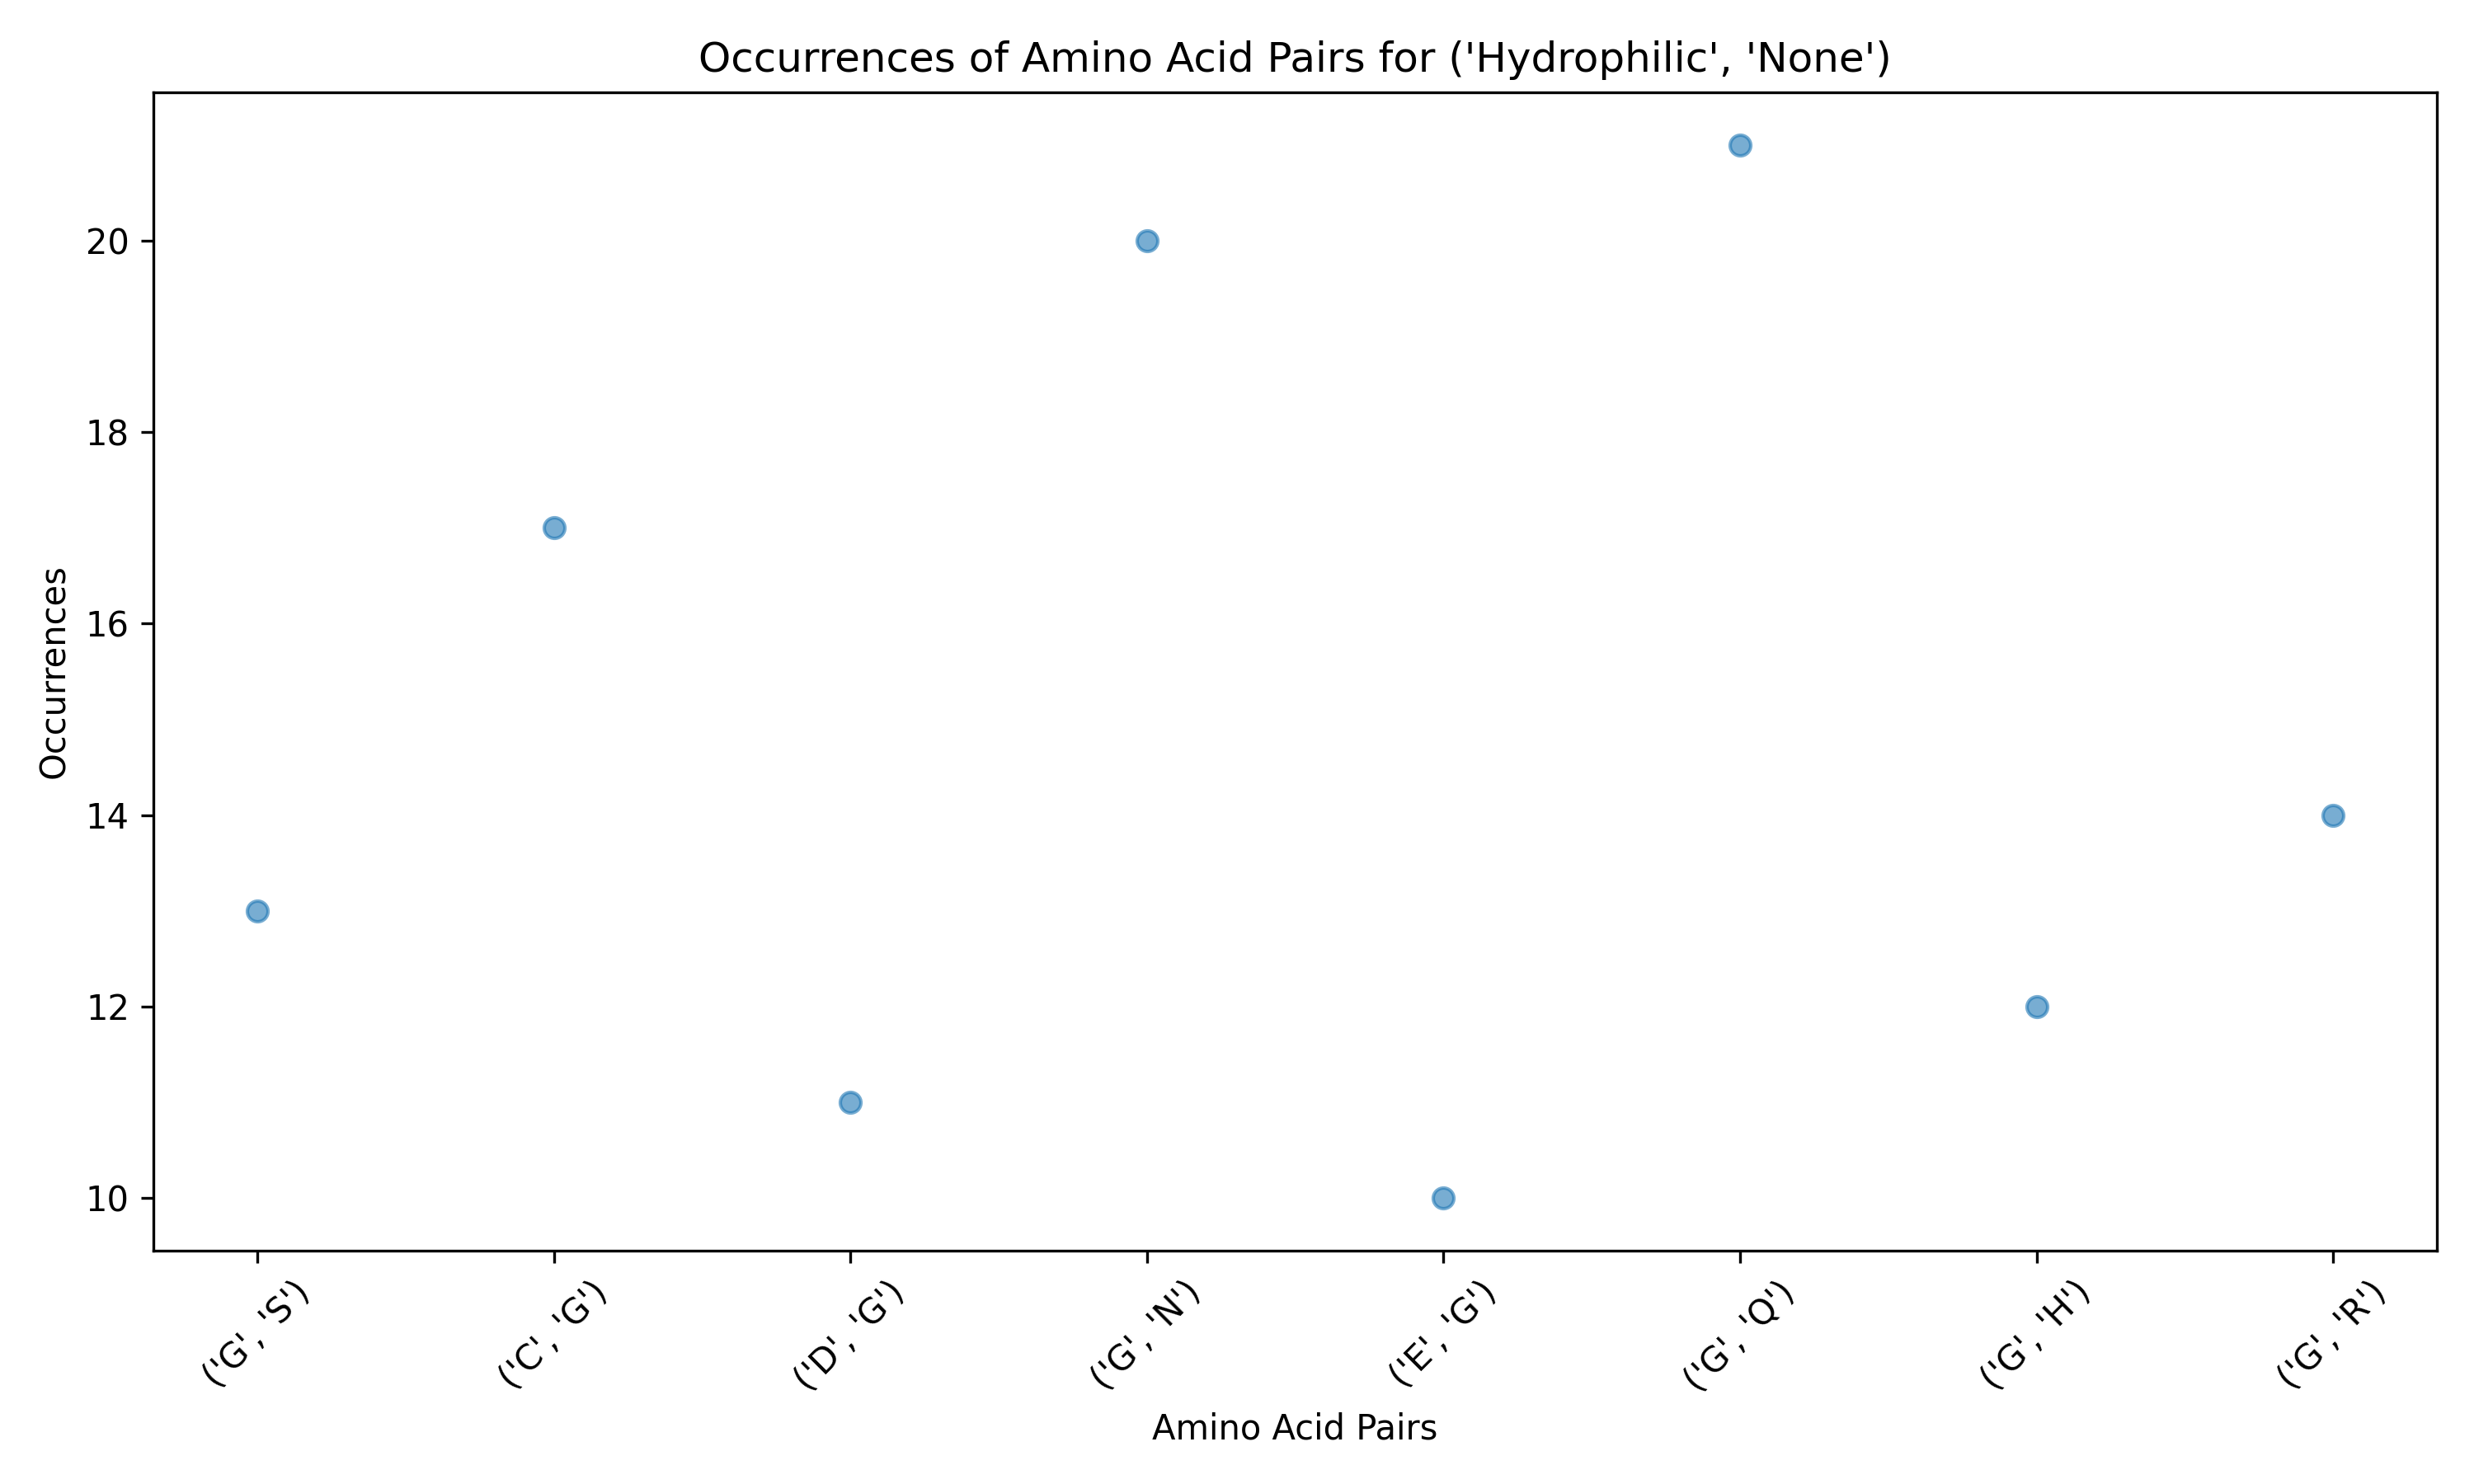 Occurrences of Amino Acid Pairs for ('Hydrophilic', 'None')
Occurrences
20
18
16
14
12
10
('G', 'S')
('C', 'G')
('D', 'G')
('G', 'N')
('E', 'G')
('G', 'Q')
('G', 'H')
('G', 'R')
Amino Acid Pairs